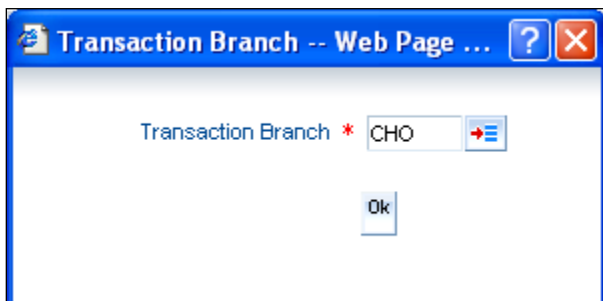 Transaction Branch -- Web Page ...
Transaction Branch * CHO
Ok